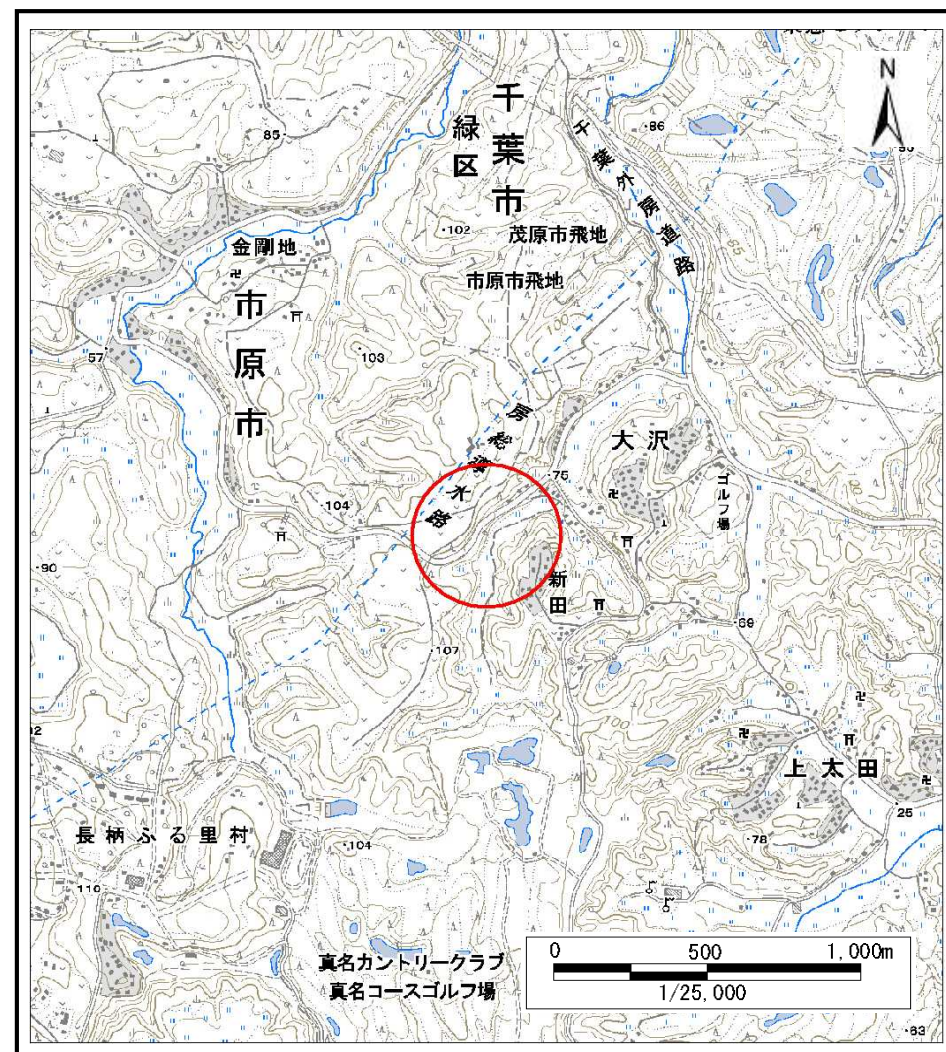 N
千葉市
緑区
千葉外房道路
・86
85・
・102
茂原市飛地
市原市飛地
金剛地
市原市
57
・103
100
房総導水路
大沢
・75
ゴルフ場
・104
・90
新田
・69
・107
100
上太田
25
・78
長柄ふる里村
・104
110
真名カントリークラブ
真名コースゴルフ場
0 500 1,000m
1/25,000
・63